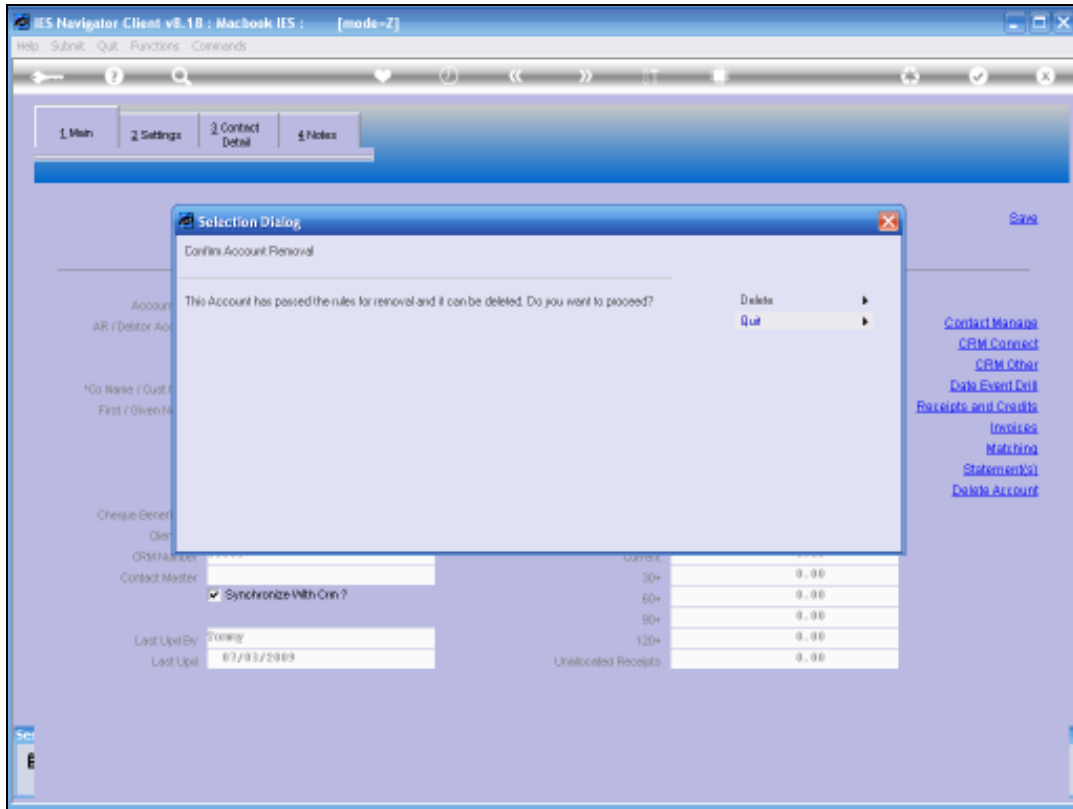 IES Navigator Client v8.18 : Macbook IES : [mode=Z]
Help Submit Quit Functions Commands
1 Main 2 Settings 3 Contact Detail 4 Notes
Save
Selection Dialog
Confirm Account Removal
This Account has passed the rules for removal and it can be deleted. Do you want to proceed?
Delete
Quit
Account
AR / Debtor Acc
*Co Name / Cust
First / Given
Contact Manage
CRM Connect
CRM Other
Date Event Drill
Receipts and Credits
Invoices
Matching
Statement(s)
Delete Account
Cheque Benefi
CRM Number
Current
Contact Master
30+ 0.00
Synchronize With Crm ?
60+ 0.00
90+ 0.00
Last Upd By Tommy
120+ 0.00
Last Upd 07/03/2009
Unallocated Receipts 0.00